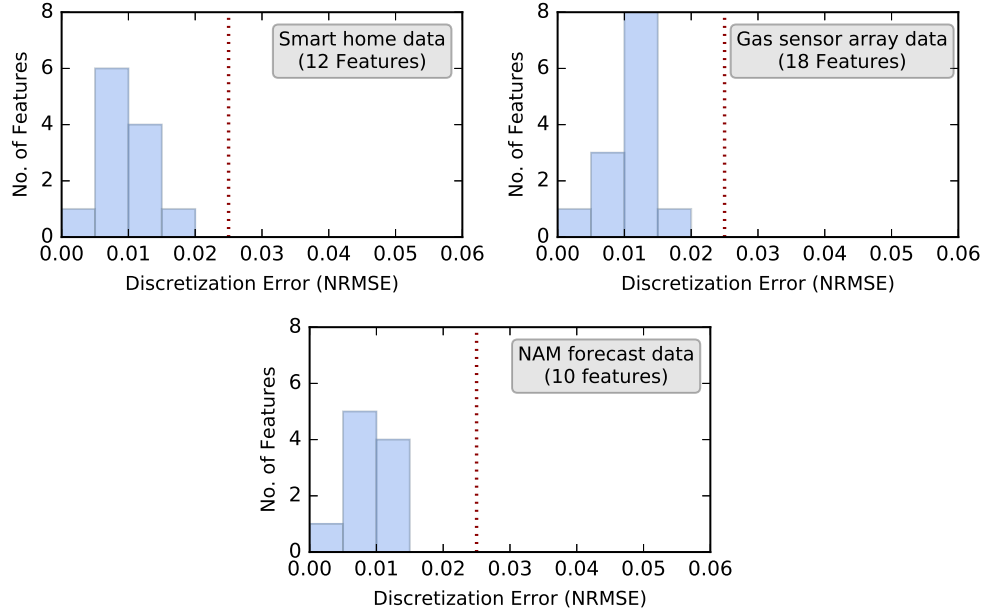 8
6
4
2
0
No. of Features
Smart home data
(12 Features)
0.00 0.01 0.02 0.03 0.04 0.05 0.06
Discretization Error (NRMSE)
8
6
4
2
0
No. of Features
Gas sensor array data
(18 Features)
0.00 0.01 0.02 0.03 0.04 0.05 0.06
Discretization Error (NRMSE)
8
6
4
2
0
No. of Features
NAM forecast data
(10 features)
0.00 0.01 0.02 0.03 0.04 0.05 0.06
Discretization Error (NRMSE)